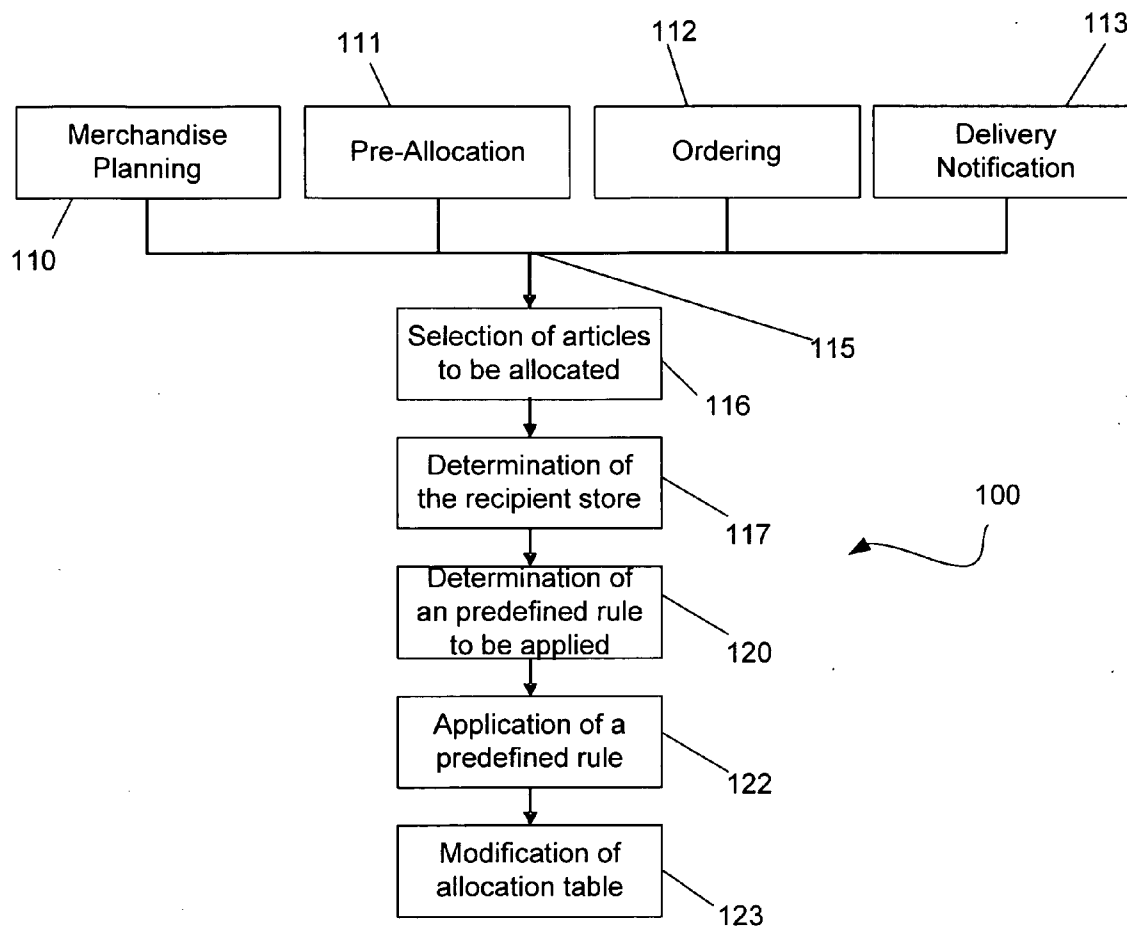 111
112
113
Merchandise
Planning
Pre-Allocation
Ordering
Delivery
Notification
110
115
Selection of articles
to be allocated
116
Determination of
the recipient store
117
100
Determination of
an predefined rule
to be applied
120
Application of a
predefined rule
122
Modification of
allocation table
123